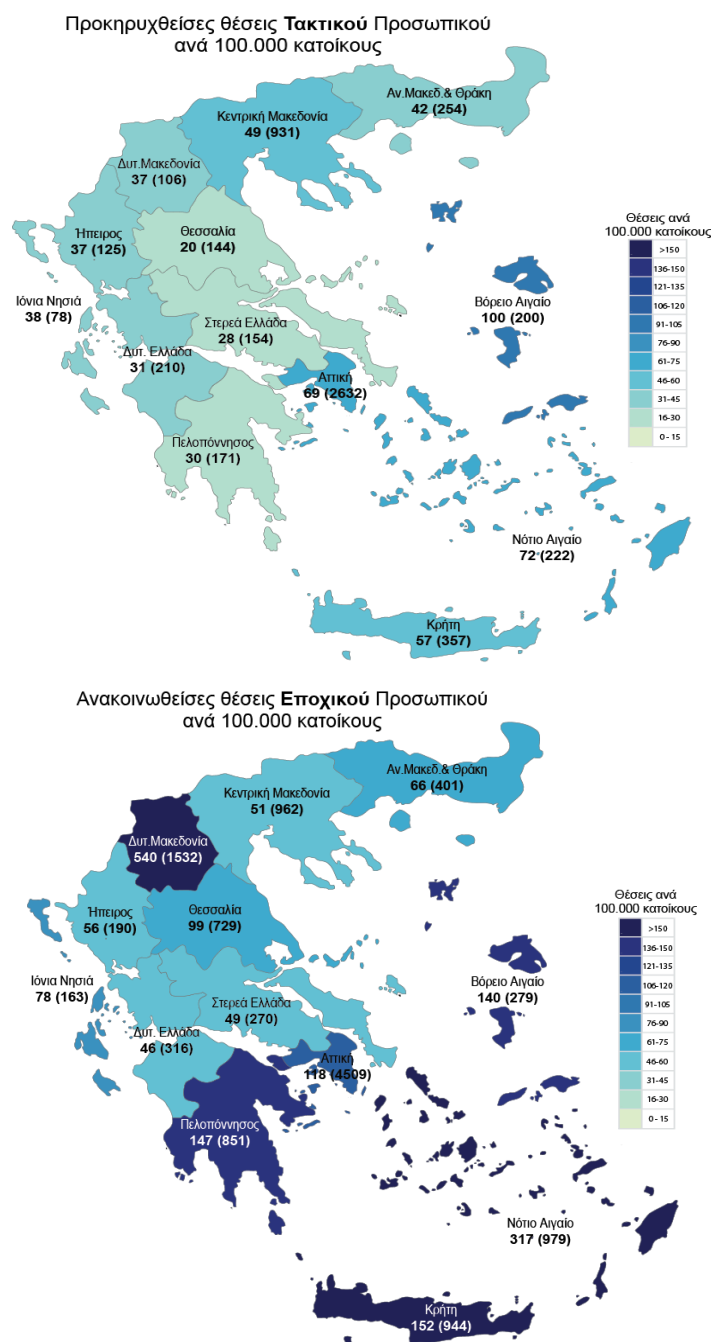 Προκηρυχθείσες θέσεις Τακτικού Προσωπικού
ανά 100.000 κατοίκους
Αν.Μακεδ.& Θράκη
42 (254)
Κεντρική Μακεδονία
49 (931)
Δυτ.Μακεδονία
37 (106)
Ήπειρος
37 (125)
Θεσσαλία
20 (144)
Ιόνια Νησιά
38 (78)
Στερεά Ελλάδα
28 (154)
Δυτ. Ελλάδα
31 (210)
Αττική
69 (2632)
Πελοπόννησος
30 (171)
Βόρειο Αιγαίο
100 (200)
Νότιο Αιγαίο
72 (222)
Κρήτη
57 (357)
Θέσεις ανά
100.000 κατοίκους
>150
136-150
121-135
106-120
91-105
76-90
61-75
46-60
31-45
16-30
0 - 15
Ανακοινωθείσες θέσεις Εποχικού Προσωπικού
ανά 100.000 κατοίκους
Αν.Μακεδ.& Θράκη
66 (401)
Κεντρική Μακεδονία
51 (962)
Δυτ.Μακεδονία
540 (1532)
Ήπειρος
56 (190)
Θεσσαλία
99 (729)
Ιόνια Νησιά
78 (163)
Στερεά Ελλάδα
49 (270)
Δυτ. Ελλάδα
46 (316)
Αττική
118 (4509)
Πελοπόννησος
147 (851)
Βόρειο Αιγαίο
140 (279)
Νότιο Αιγαίο
317 (979)
Κρήτη
152 (944)
Θέσεις ανά
100.000 κατοίκους
>150
136-150
121-135
106-120
91-105
76-90
61-75
46-60
31-45
16-30
0 - 15